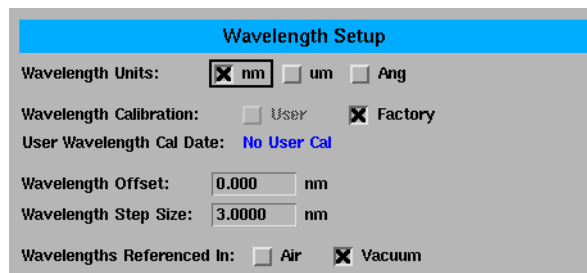 Wavelength Setup
Wavelength Units: nm um Ang
Wavelength Calibration: User Factory
User Wavelength Cal Date: No User Cal
Wavelength Offset: 0.000 nm
Wavelength Step Size: 3.0000 nm
Wavelengths Referenced In: Air Vacuum